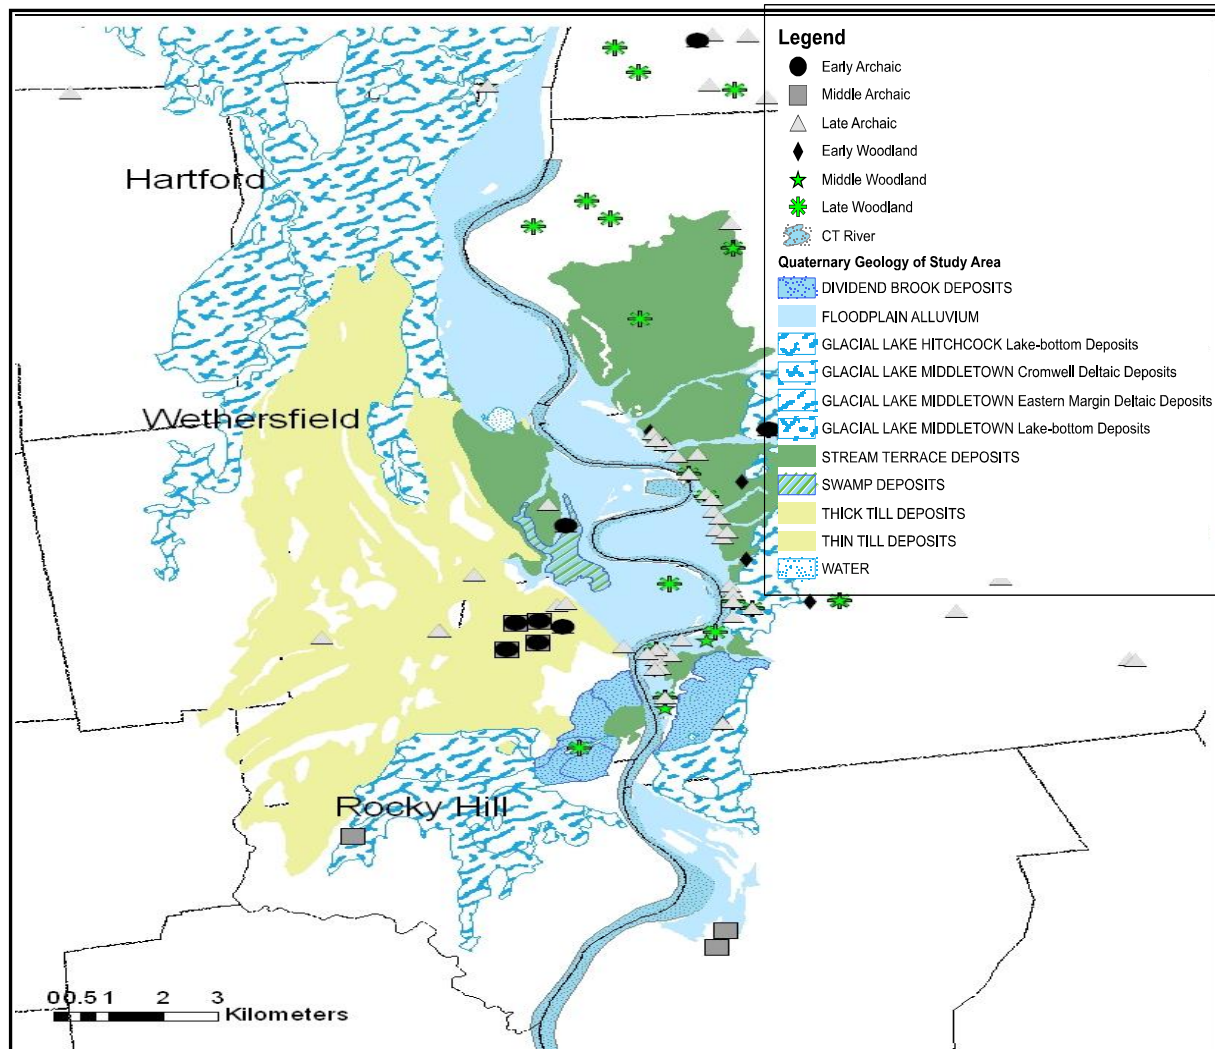 Legend
Early Archaic
Middle Archaic
Late Archaic
Early Woodland
Middle Woodland
Late Woodland
CT River
Quaternary Geology of Study Area
DIVIDEND BROOK DEPOSITS
FLOODPLAIN ALLUVIUM
GLACIAL LAKE HITCHCOCK Lake-bottom Deposits
GLACIAL LAKE MIDDLETOWN Cromwell Deltaic Deposits
GLACIAL LAKE MIDDLETOWN Eastern Margin Deltaic Deposits
GLACIAL LAKE MIDDLETOWN Lake-bottom Deposits
STREAM TERRACE DEPOSITS
SWAMP DEPOSITS
THICK TILL DEPOSITS
THIN TILL DEPOSITS
WATER
Hartford
Wethersfield
Rocky Hill
0 0.5 1 2 3
Kilometers